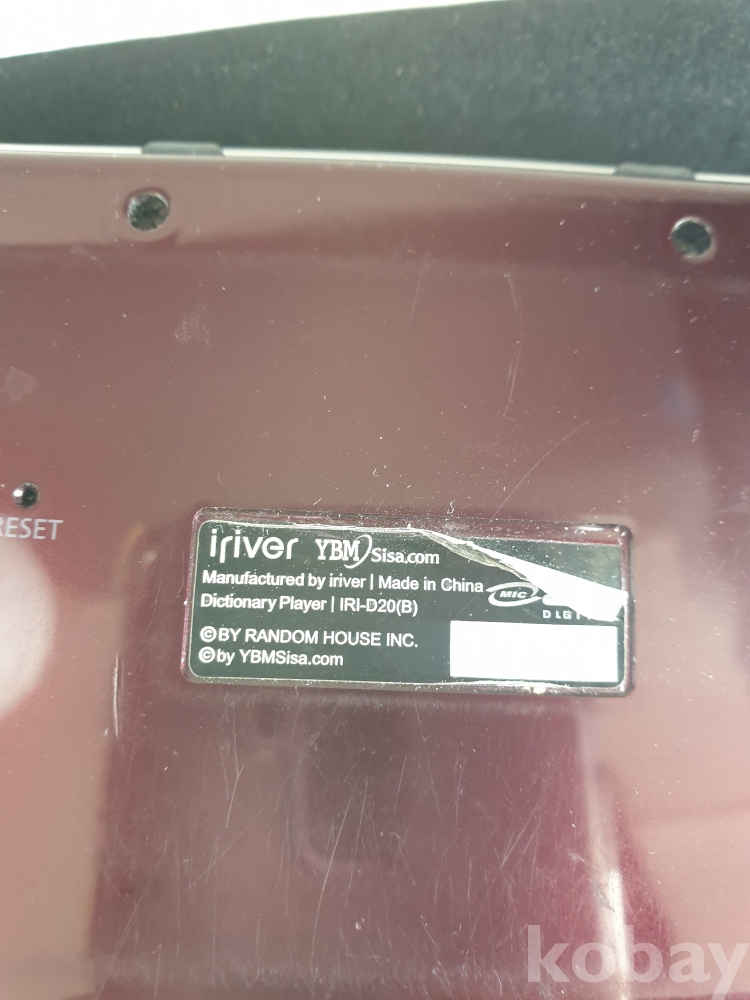 RESET
iriver YBM Sisa.com
Manufactured by iriver | Made in China
MIC
Dictionary Player | IRI-D20(B)
©BY RANDOM HOUSE INC.
©by YBMSisa.com
kobay